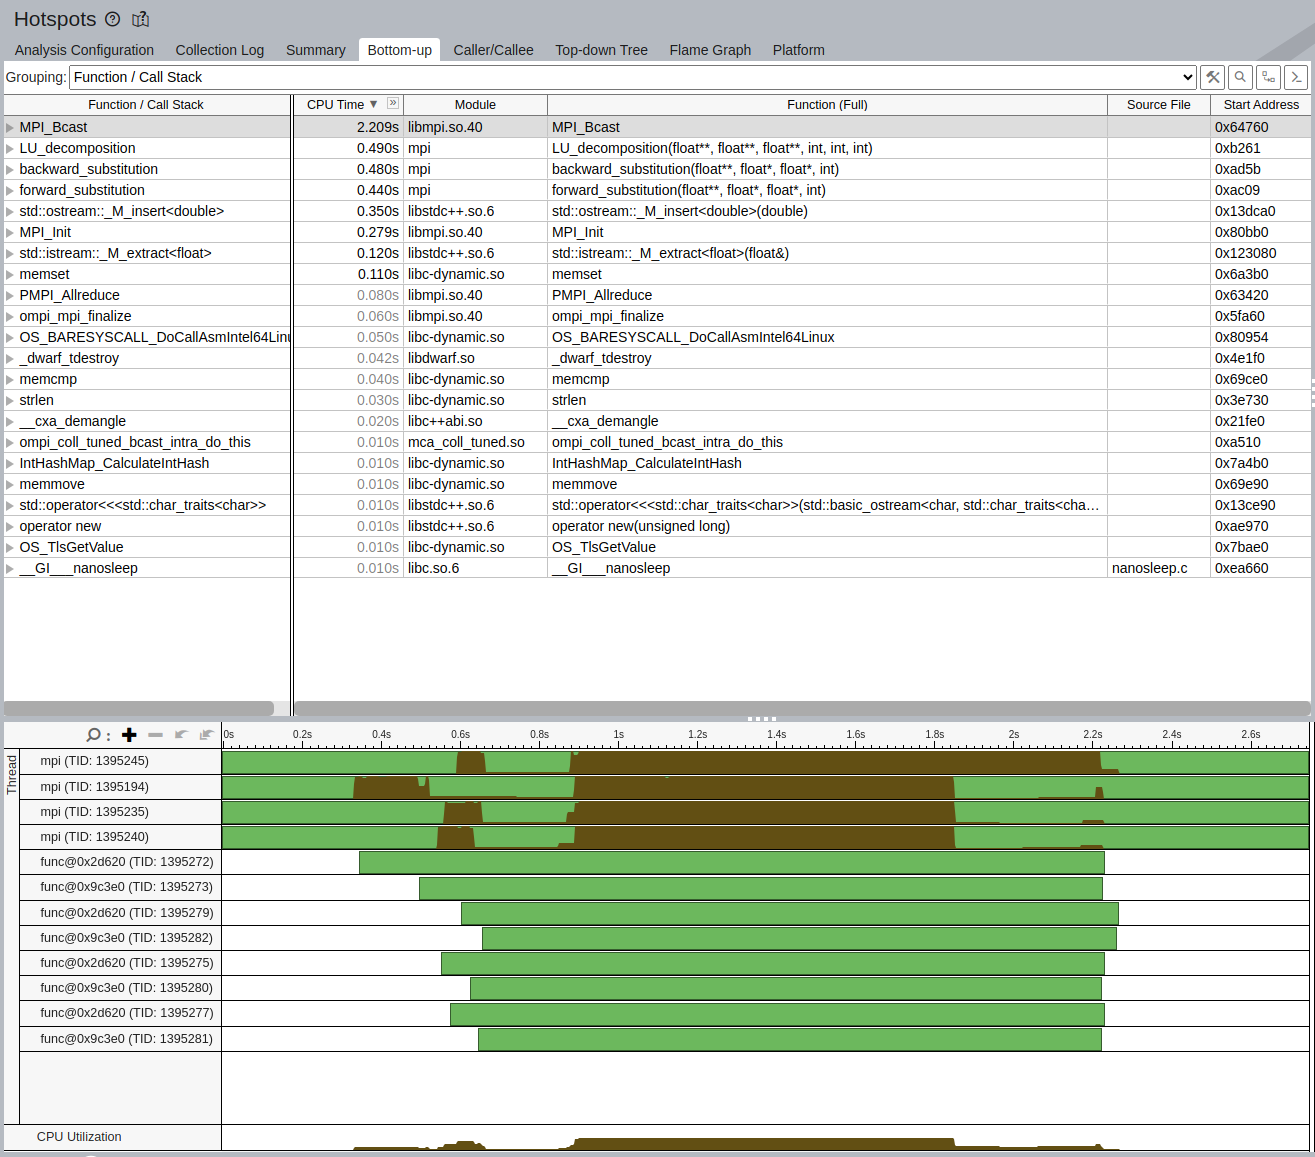 Hotspots
Analysis Configuration Collection Log Summary Bottom-up Caller/Callee Top-down Tree Flame Graph Platform
Grouping: Function / Call Stack
Function / Call Stack CPU Time ▼ » Module Function (Full) Source File Start Address
MPI_Bcast 2.209s libmpi.so.40 MPI_Bcast 0x64760
LU_decomposition 0.490s mpi LU_decomposition(float**, float**, float**, int, int, int) 0xb261
backward_substitution 0.480s mpi backward_substitution(float**, float*, float*, int) 0xad5b
forward_substitution 0.440s mpi forward_substitution(float**, float*, float*, int) 0xac09
std::ostream::_M_insert<double> 0.350s libstdc++.so.6 std::ostream::_M_insert<double>(double) 0x13dca0
MPI_Init 0.279s libmpi.so.40 MPI_Init 0x80bb0
std::istream::_M_extract<float> 0.120s libstdc++.so.6 std::istream::_M_extract<float>(float&) 0x123080
memset 0.110s libc-dynamic.so memset 0x6a3b0
PMPI_Allreduce 0.080s libmpi.so.40 PMPI_Allreduce 0x63420
ompi_mpi_finalize 0.060s libmpi.so.40 ompi_mpi_finalize 0x5fa60
OS_BARESYSCALL_DoCallAsmIntel64Linu 0.050s libc-dynamic.so OS_BARESYSCALL_DoCallAsmIntel64Linux 0x80954
_dwarf_tdestroy 0.042s libdwarf.so _dwarf_tdestroy 0x4e1f0
memcmp 0.040s libc-dynamic.so memcmp 0x69ce0
strlen 0.030s libc-dynamic.so strlen 0x3e730
__cxa_demangle 0.020s libc++abi.so __cxa_demangle 0x21fe0
ompi_coll_tuned_bcast_intra_do_this 0.010s mca_coll_tuned.so ompi_coll_tuned_bcast_intra_do_this 0xa510
IntHashMap_CalculateIntHash 0.010s libc-dynamic.so IntHashMap_CalculateIntHash 0x7a4b0
memmove 0.010s libc-dynamic.so memmove 0x69e90
std::operator<<<std::char_traits<char>> 0.010s libstdc++.so.6 std::operator<<<std::char_traits<char>>(std::basic_ostream<char, std::char_traits<cha… 0x13ce90
operator new 0.010s libstdc++.so.6 operator new(unsigned long) 0xae970
OS_TlsGetValue 0.010s libc-dynamic.so OS_TlsGetValue 0x7bae0
__GI___nanosleep 0.010s libc.so.6 __GI___nanosleep nanosleep.c 0xea660
0s 0.2s 0.4s 0.6s 0.8s 1s 1.2s 1.4s 1.6s 1.8s 2s 2.2s 2.4s 2.6s
Thread
mpi (TID: 1395245)
mpi (TID: 1395194)
mpi (TID: 1395235)
mpi (TID: 1395240)
func@0x2d620 (TID: 1395272)
func@0x9c3e0 (TID: 1395273)
func@0x2d620 (TID: 1395279)
func@0x9c3e0 (TID: 1395282)
func@0x2d620 (TID: 1395275)
func@0x9c3e0 (TID: 1395280)
func@0x2d620 (TID: 1395277)
func@0x9c3e0 (TID: 1395281)
CPU Utilization